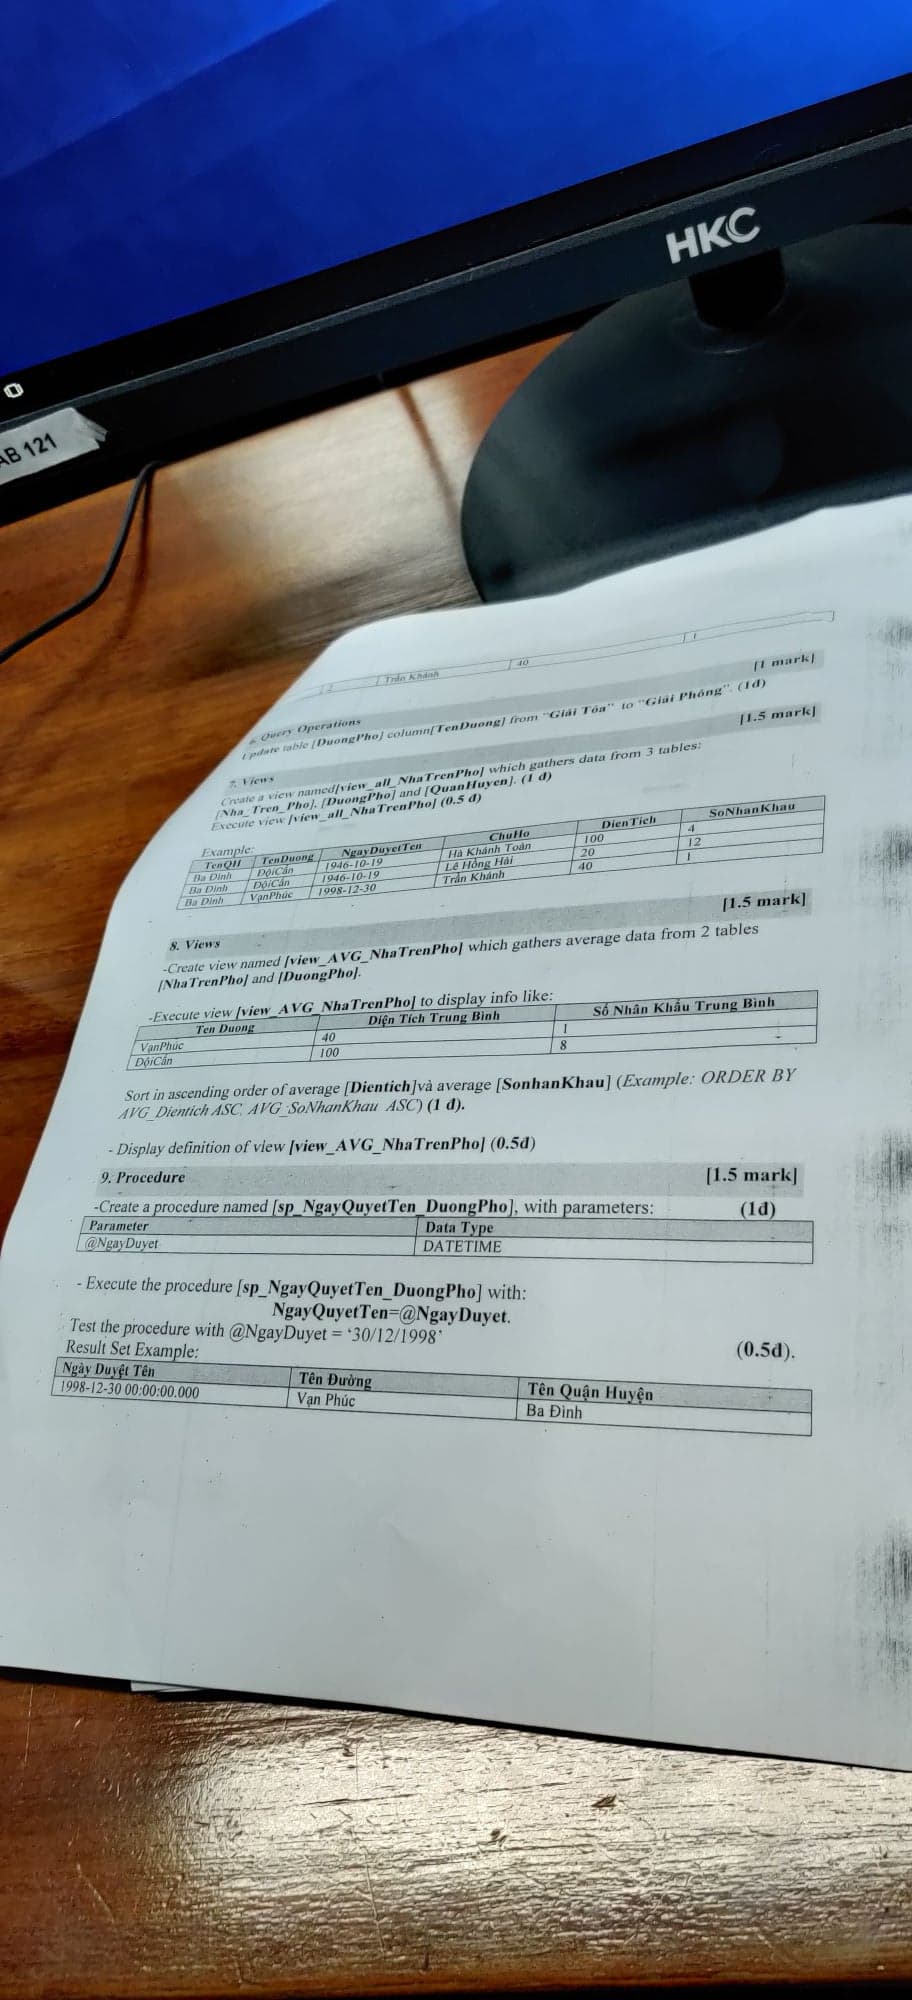 HKC
AB 121
2 Trần Khánh 40 1
6. Query Operations [1 mark]
Update table [DuongPho] column[TenDuong] from "Giải Tỏa" to "Giải Phóng". (1d)
7. Views [1.5 mark]
Create a view named[view_all_NhaTrenPho] which gathers data from 3 tables:
[Nha_Tren_Pho], [DuongPho] and [QuanHuyen]. (1 d)
Execute view [view_all_NhaTrenPho] (0.5 d)
Example:
TenQH TenDuong NgayDuyetTen ChuHo DienTich SoNhanKhau
Ba Đình ĐộiCấn 1946-10-19 Hà Khánh Toàn 100 4
Ba Đình ĐộiCấn 1946-10-19 Lê Hồng Hải 20 12
Ba Đình VạnPhúc 1998-12-30 Trần Khánh 40 1
8. Views [1.5 mark]
-Create view named [view_AVG_NhaTrenPho] which gathers average data from 2 tables
[NhaTrenPho] and [DuongPho].
-Execute view [view_AVG_NhaTrenPho] to display info like:
Ten Duong Diện Tích Trung Bình Số Nhân Khẩu Trung Bình
VạnPhúc 40 1
ĐộiCấn 100 8
Sort in ascending order of average [Dientich]và average [SonhanKhau] (Example: ORDER BY
AVG_Dientich ASC, AVG_SoNhanKhau ASC) (1 d).
- Display definition of view [view_AVG_NhaTrenPho] (0.5d)
9. Procedure [1.5 mark]
-Create a procedure named [sp_NgayQuyetTen_DuongPho], with parameters: (1d)
Parameter Data Type
@NgayDuyet DATETIME
- Execute the procedure [sp_NgayQuyetTen_DuongPho] with:
NgayQuyetTen=@NgayDuyet.
Test the procedure with @NgayDuyet = '30/12/1998' (0.5d).
Result Set Example:
Ngày Duyệt Tên Tên Đường Tên Quận Huyện
1998-12-30 00:00:00.000 Vạn Phúc Ba Đình